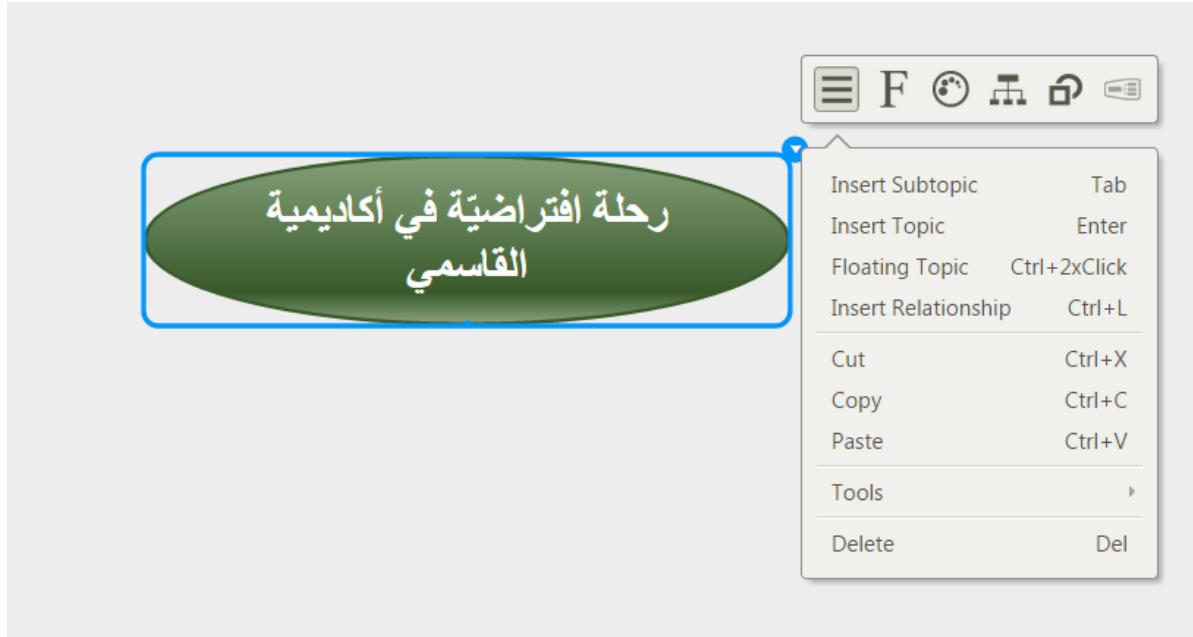 F
رحلة افتراضيّة في أكاديمية
القاسمي
Insert Subtopic Tab
Insert Topic Enter
Floating Topic Ctrl+2xClick
Insert Relationship Ctrl+L
Cut Ctrl+X
Copy Ctrl+C
Paste Ctrl+V
Tools
Delete Del